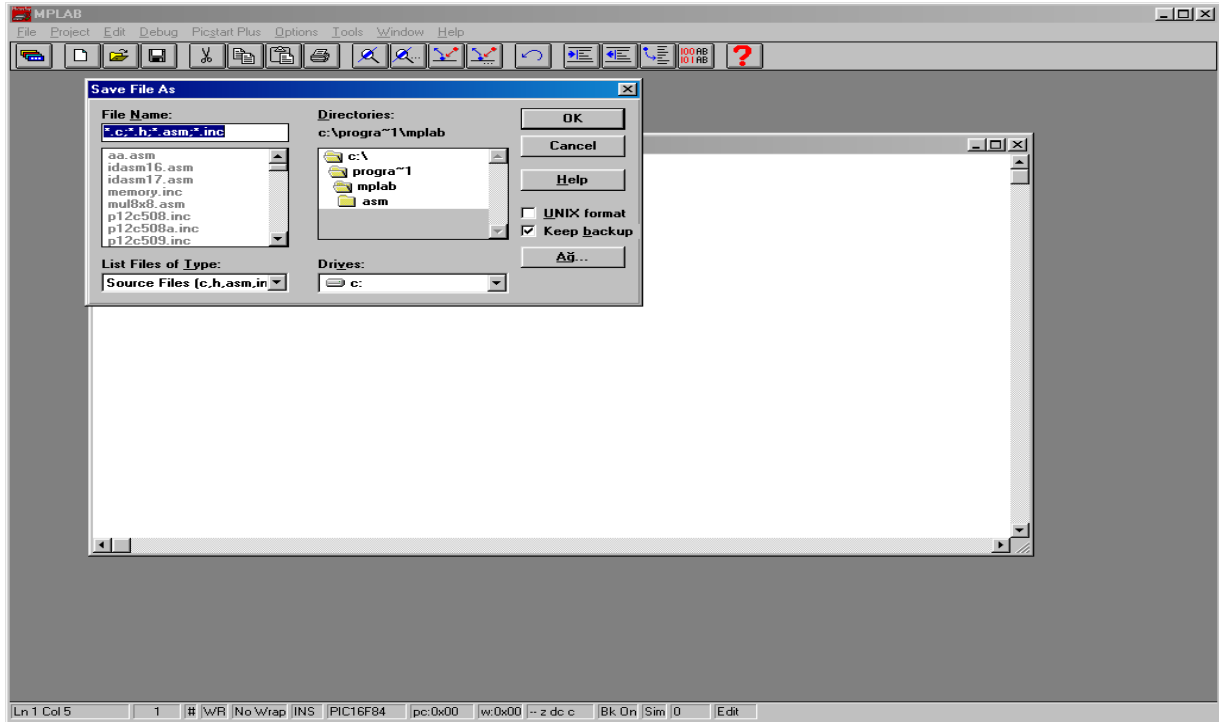 MPLAB
File Project Edit Debug Picstart Plus Options Tools Window Help
Save File As
File Name:
*.c;*.h;*.asm;*.inc
aa.asm
idasm16.asm
idasm17.asm
memory.inc
mul8x8.asm
p12c508.inc
p12c508a.inc
p12c509.inc
List Files of Type:
Source Files (c,h,asm,in
Directories:
c:\progra~1\mplab
c:\
progra~1
mplab
asm
Drives:
c:
OK
Cancel
Help
UNIX format
Keep backup
Ağ...
Ln 1 Col 5 1 # WR No Wrap INS PIC16F84 pc:0x00 w:0x00 -- z dc c Bk On Sim 0 Edit